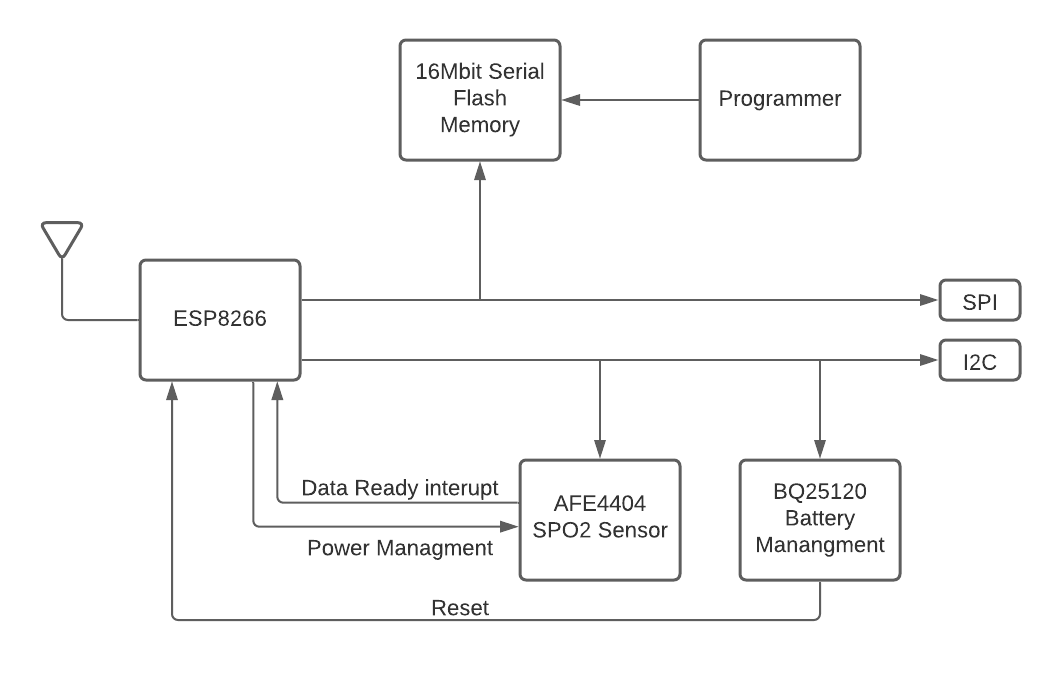 16Mbit Serial
Flash
Memory
Programmer
ESP8266
SPI
I2C
Data Ready interupt
Power Managment
AFE4404
SPO2 Sensor
BQ25120
Battery
Manangment
Reset